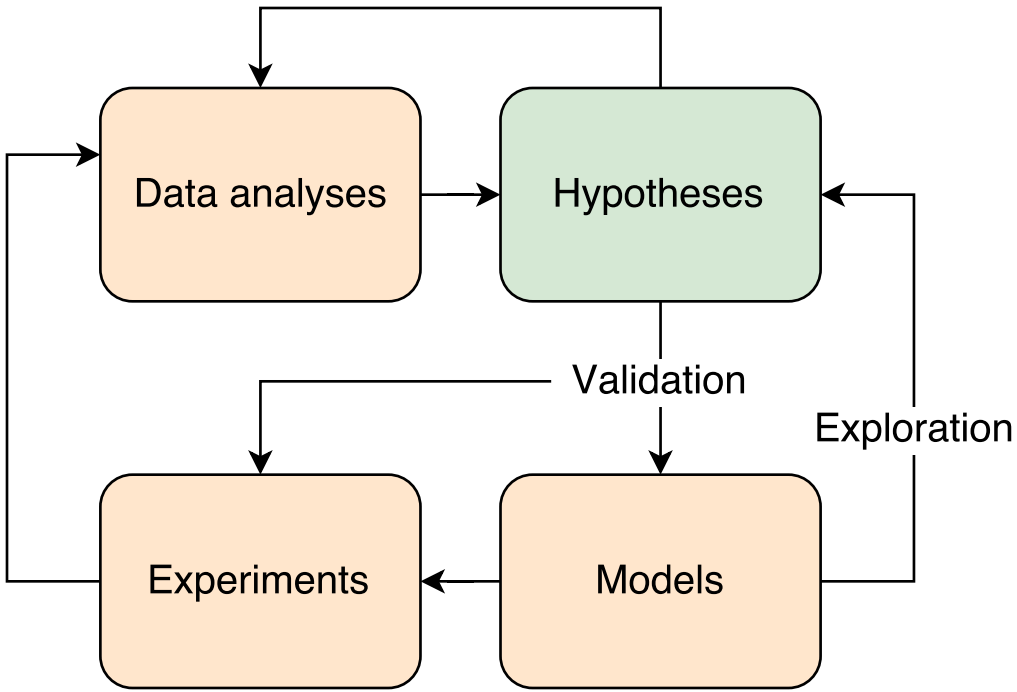 Data analyses
Hypotheses
Validation
Exploration
Experiments
Models